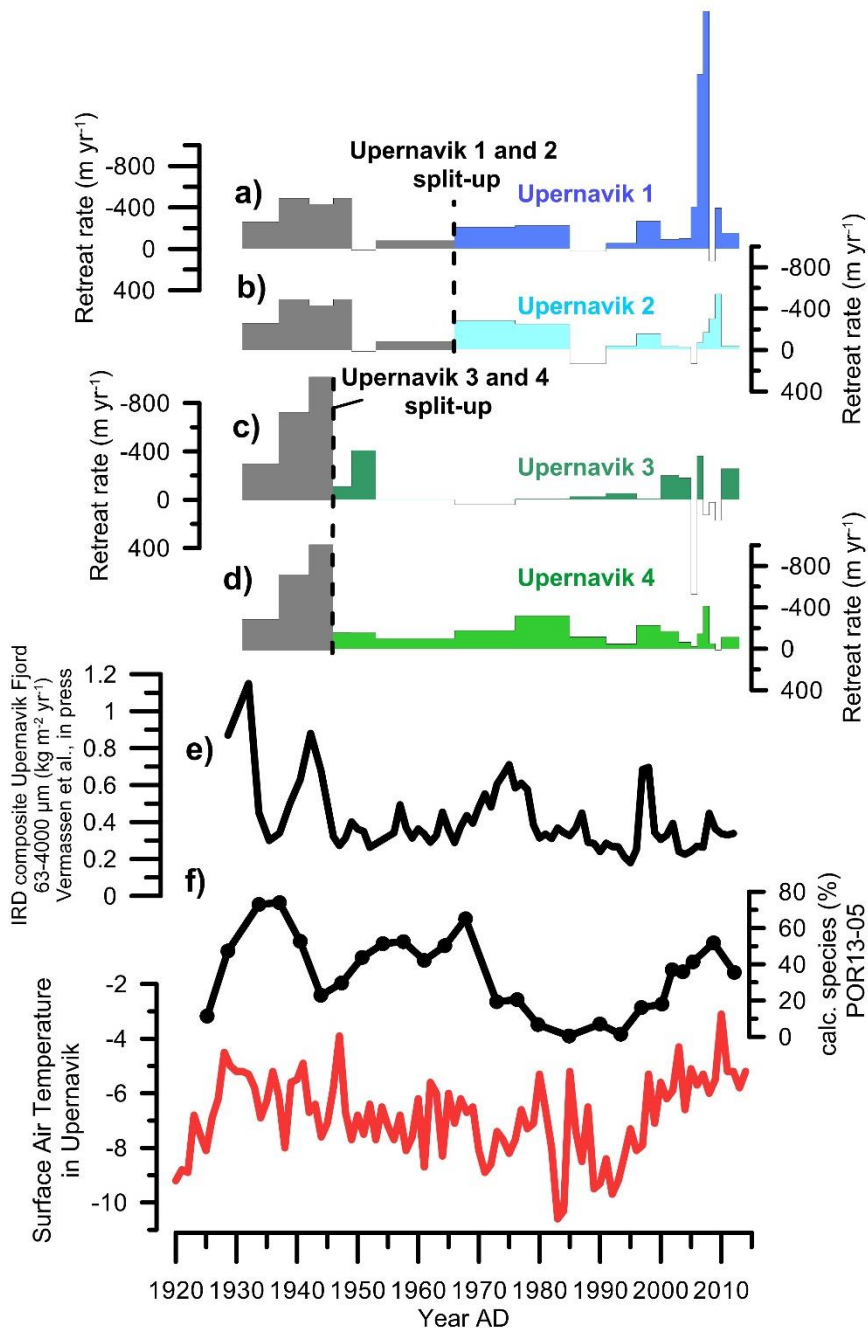 Retreat rate (m yr⁻¹)
-800
-400
0
400
a)
Upernavik 1 and 2
split-up
Upernavik 1
b)
Upernavik 2
-800
-400
0
400
Retreat rate (m yr⁻¹)
Upernavik 3 and 4
split-up
Retreat rate (m yr⁻¹)
-800
-400
0
400
c)
Upernavik 3
d)
Upernavik 4
-800
-400
0
400
Retreat rate (m yr⁻¹)
IRD composite Upernavik Fjord
63-4000 µm (kg m⁻² yr⁻¹)
Vermassen et al., in press
1.2
1
0.8
0.6
0.4
0.2
0
e)
f)
80
60
40
20
0
calc. species (%)
POR13-05
Surface Air Temperature
in Upernavik
-2
-4
-6
-8
-10
1920 1930 1940 1950 1960 1970 1980 1990 2000 2010
Year AD